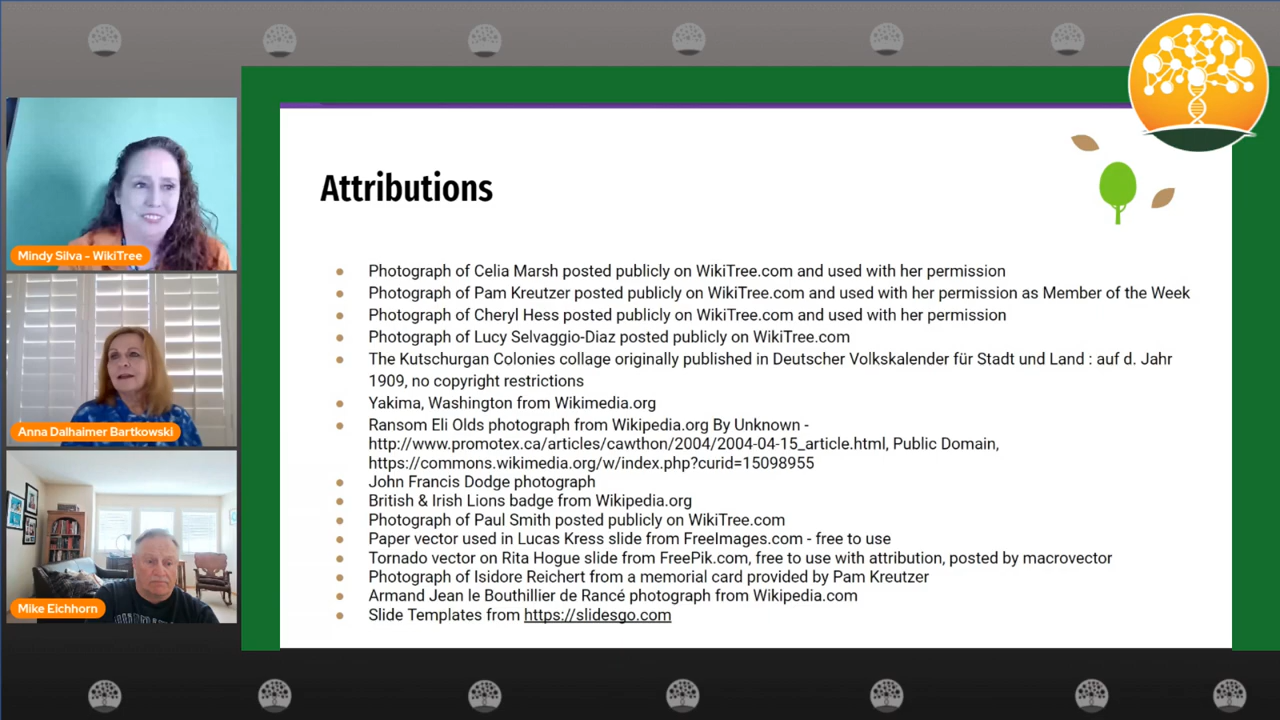 Attributions
Photograph of Celia Marsh posted publicly on WikiTree.com and used with her permission
Photograph of Pam Kreutzer posted publicly on WikiTree.com and used with her permission as Member of the Week
Photograph of Cheryl Hess posted publicly on WikiTree.com and used with her permission
Photograph of Lucy Selvaggio-Diaz posted publicly on WikiTree.com
The Kutschurgan Colonies collage originally published in Deutscher Volkskalender für Stadt und Land : auf d. Jahr
1909, no copyright restrictions
Yakima, Washington from Wikimedia.org
Ransom Eli Olds photograph from Wikipedia.org By Unknown -
http://www.promotex.ca/articles/cawthon/2004/2004-04-15_article.html, Public Domain,
https://commons.wikimedia.org/w/index.php?curid=15098955
John Francis Dodge photograph
British & Irish Lions badge from Wikipedia.org
Photograph of Paul Smith posted publicly on WikiTree.com
Paper vector used in Lucas Kress slide from FreeImages.com - free to use
Tornado vector on Rita Hogue slide from FreePik.com, free to use with attribution, posted by macrovector
Photograph of Isidore Reichert from a memorial card provided by Pam Kreutzer
Armand Jean le Bouthillier de Rancé photograph from Wikipedia.com
Slide Templates from https://slidesgo.com
Mindy Silva - WikiTree
Anna Dalhaimer Bartkowski
Mike Eichhorn